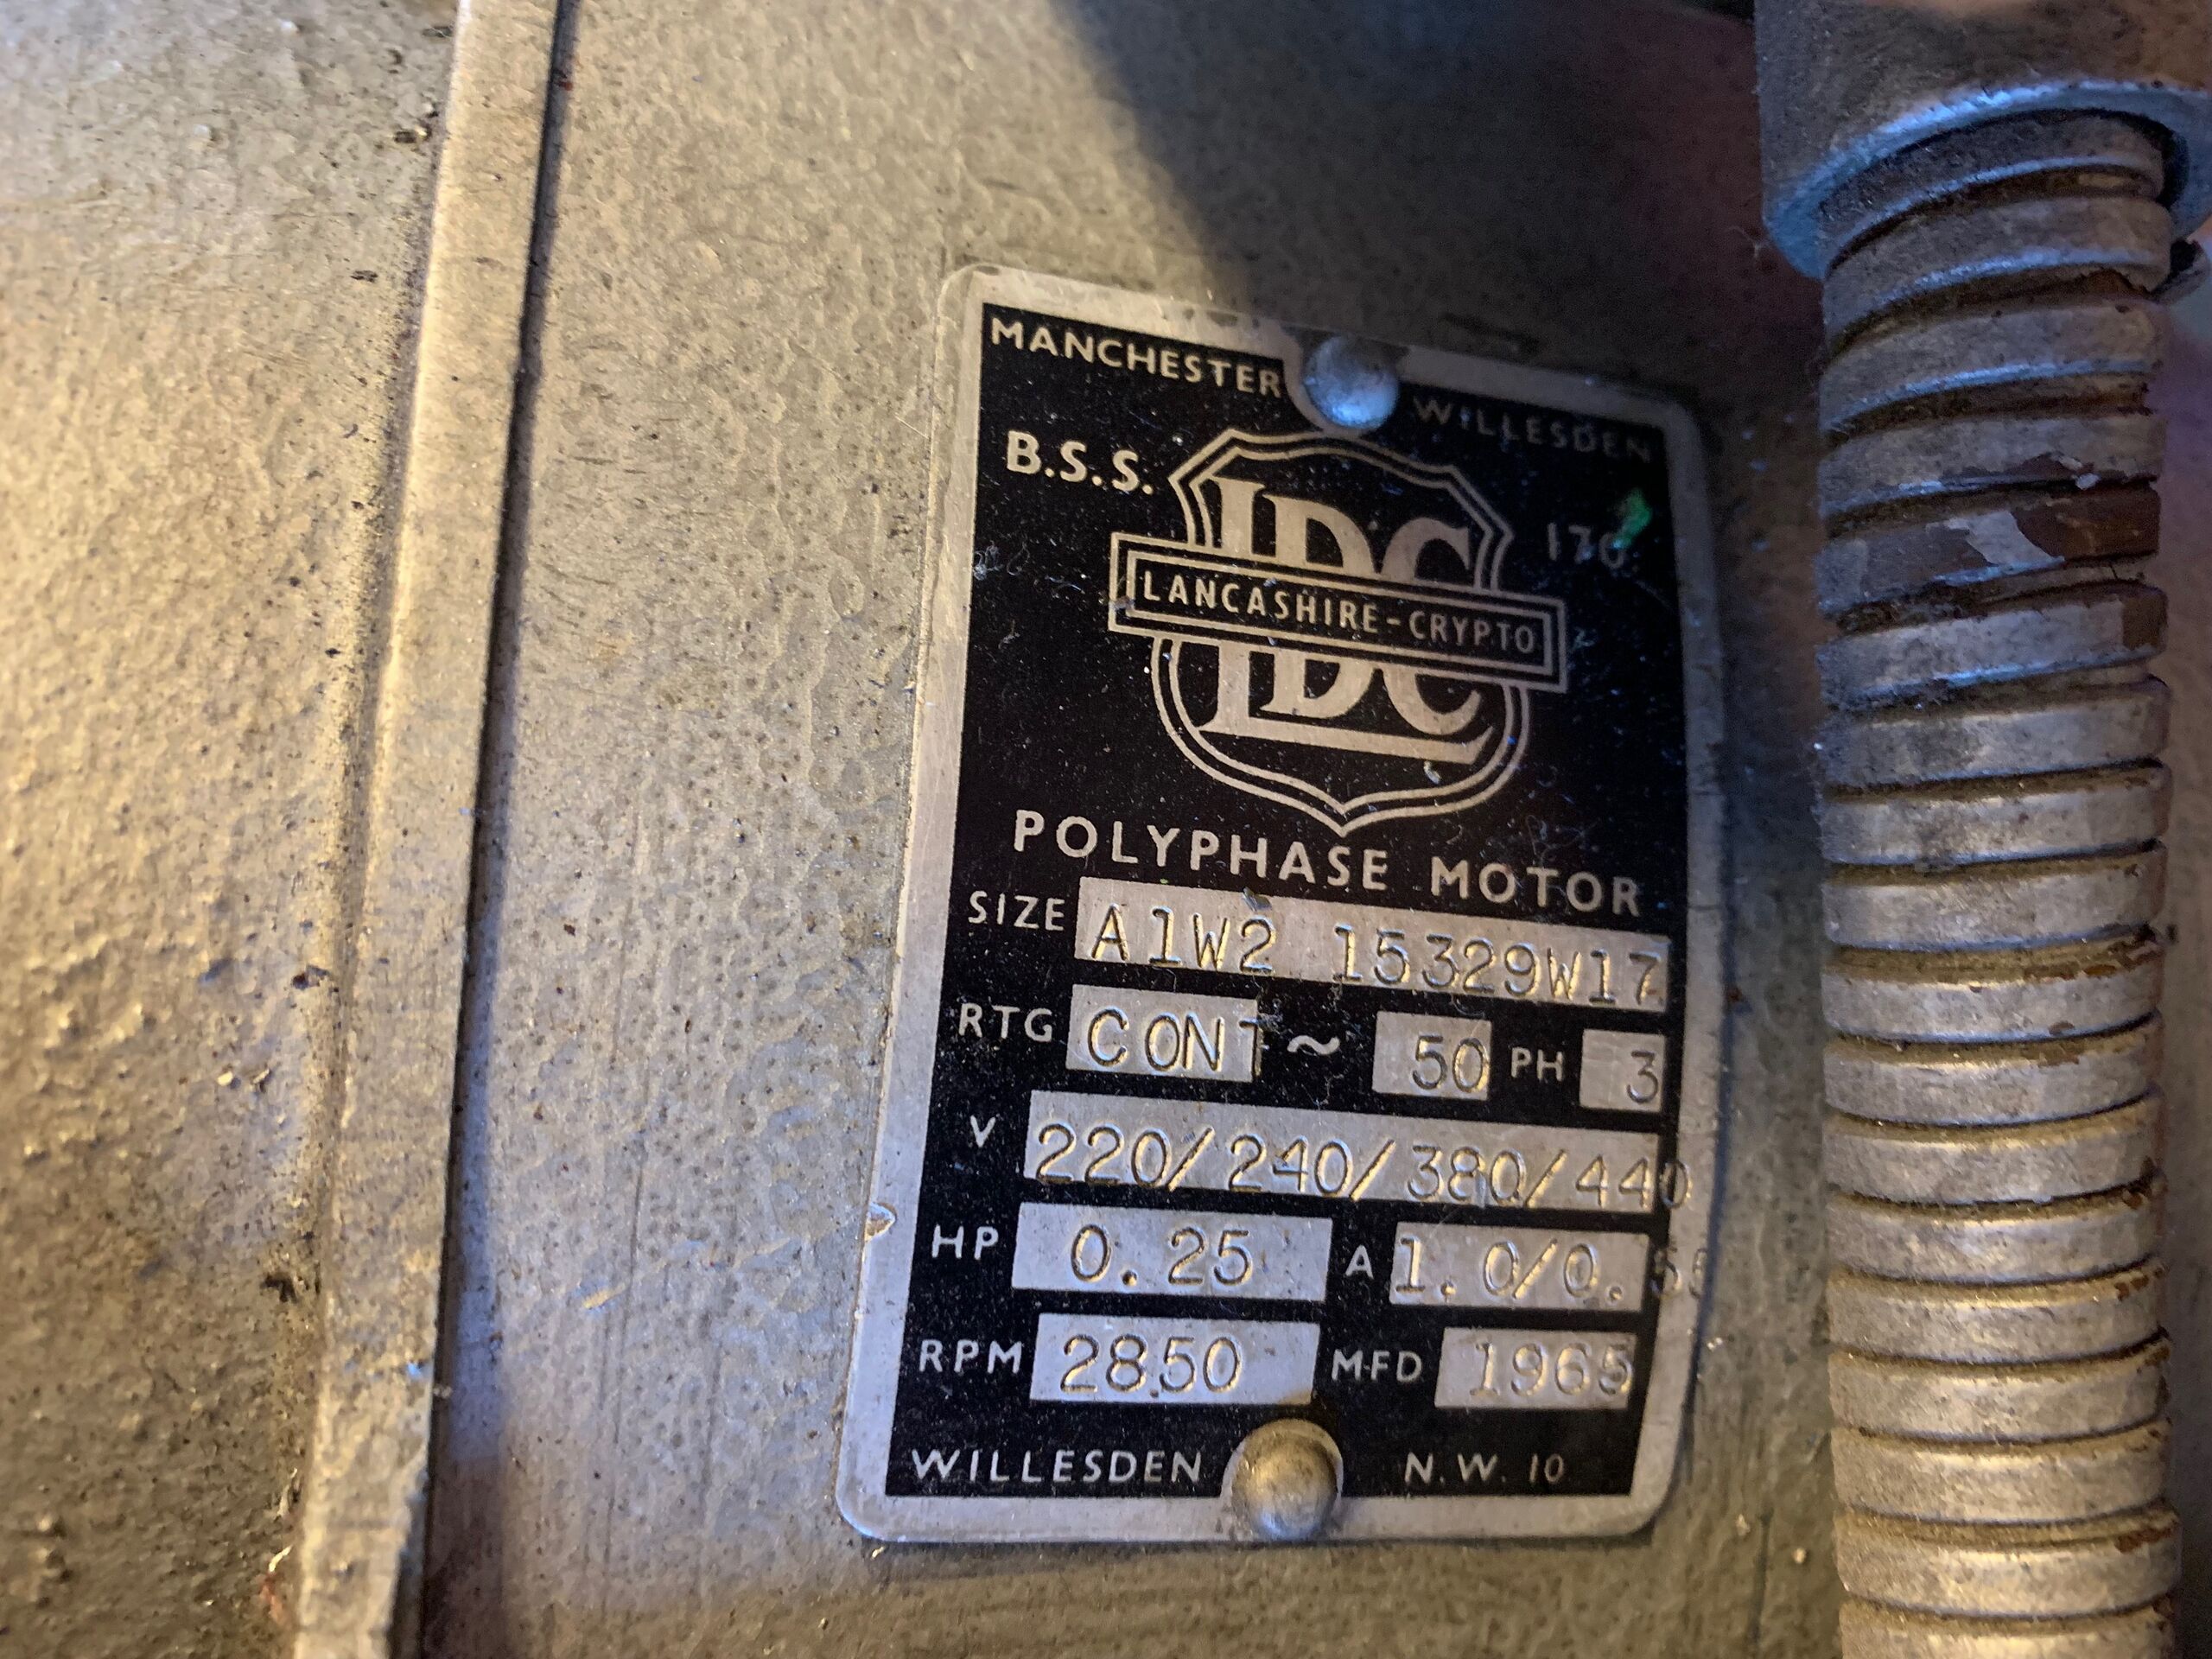 MANCHESTER WILLESDEN
B.S.S. 170
LDC
LANCASHIRE-CRYPTO
POLYPHASE MOTOR
SIZE A1W2 15329W17
RTG CONT ~ 50 PH 3
V 220/240/380/440
HP 0.25 A 1.0/0.58
RPM 2850 MFD 1965
WILLESDEN N.W. 10